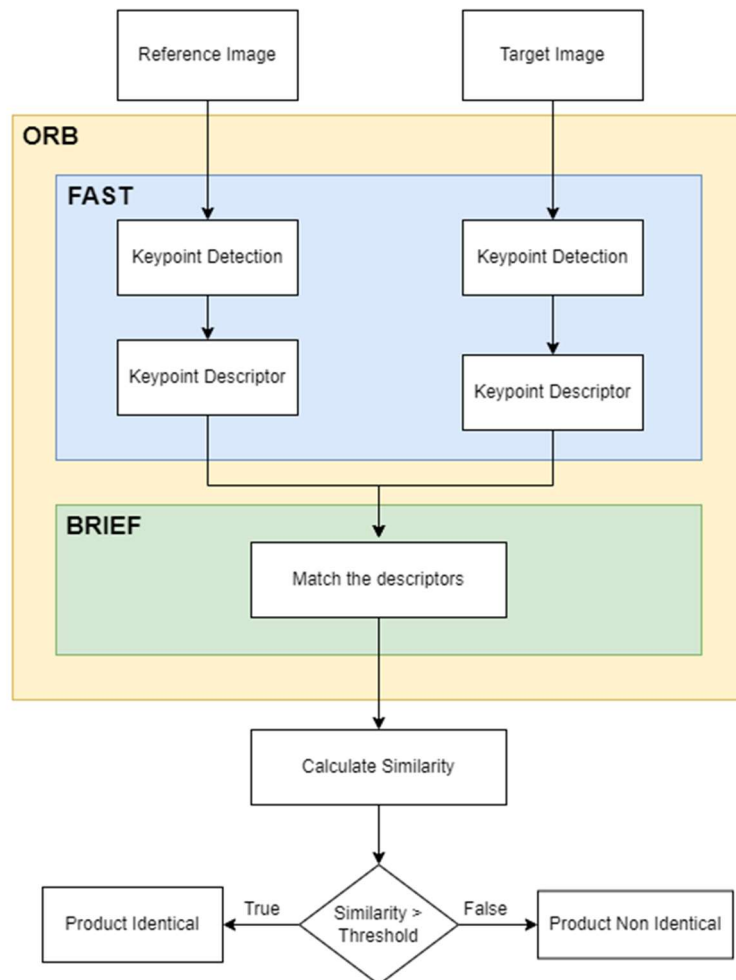 Reference Image
Target Image
ORB
FAST
Keypoint Detection
Keypoint Detection
Keypoint Descriptor
Keypoint Descriptor
BRIEF
Match the descriptors
Calculate Similarity
Similarity >
Threshold
True
False
Product Identical
Product Non Identical